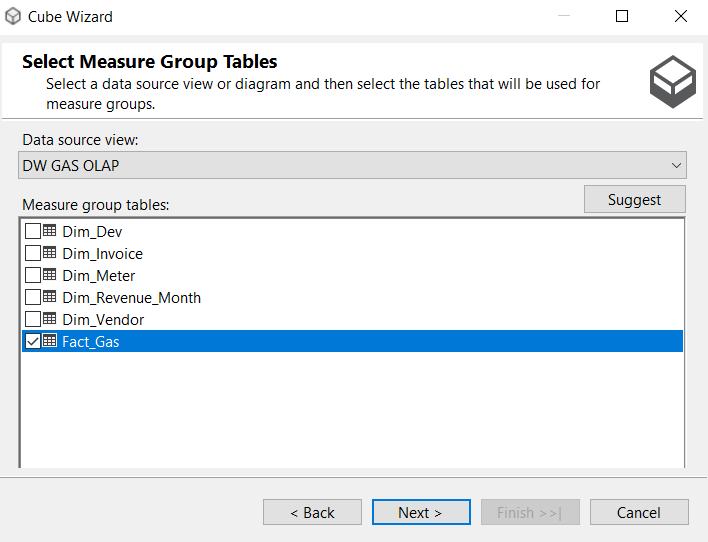 Cube Wizard
Select Measure Group Tables
Select a data source view or diagram and then select the tables that will be used for
measure groups.
Data source view:
DW GAS OLAP
Measure group tables:
Suggest
Dim_Dev
Dim_Invoice
Dim_Meter
Dim_Revenue_Month
Dim_Vendor
Fact_Gas
< Back
Next >
Finish >>|
Cancel